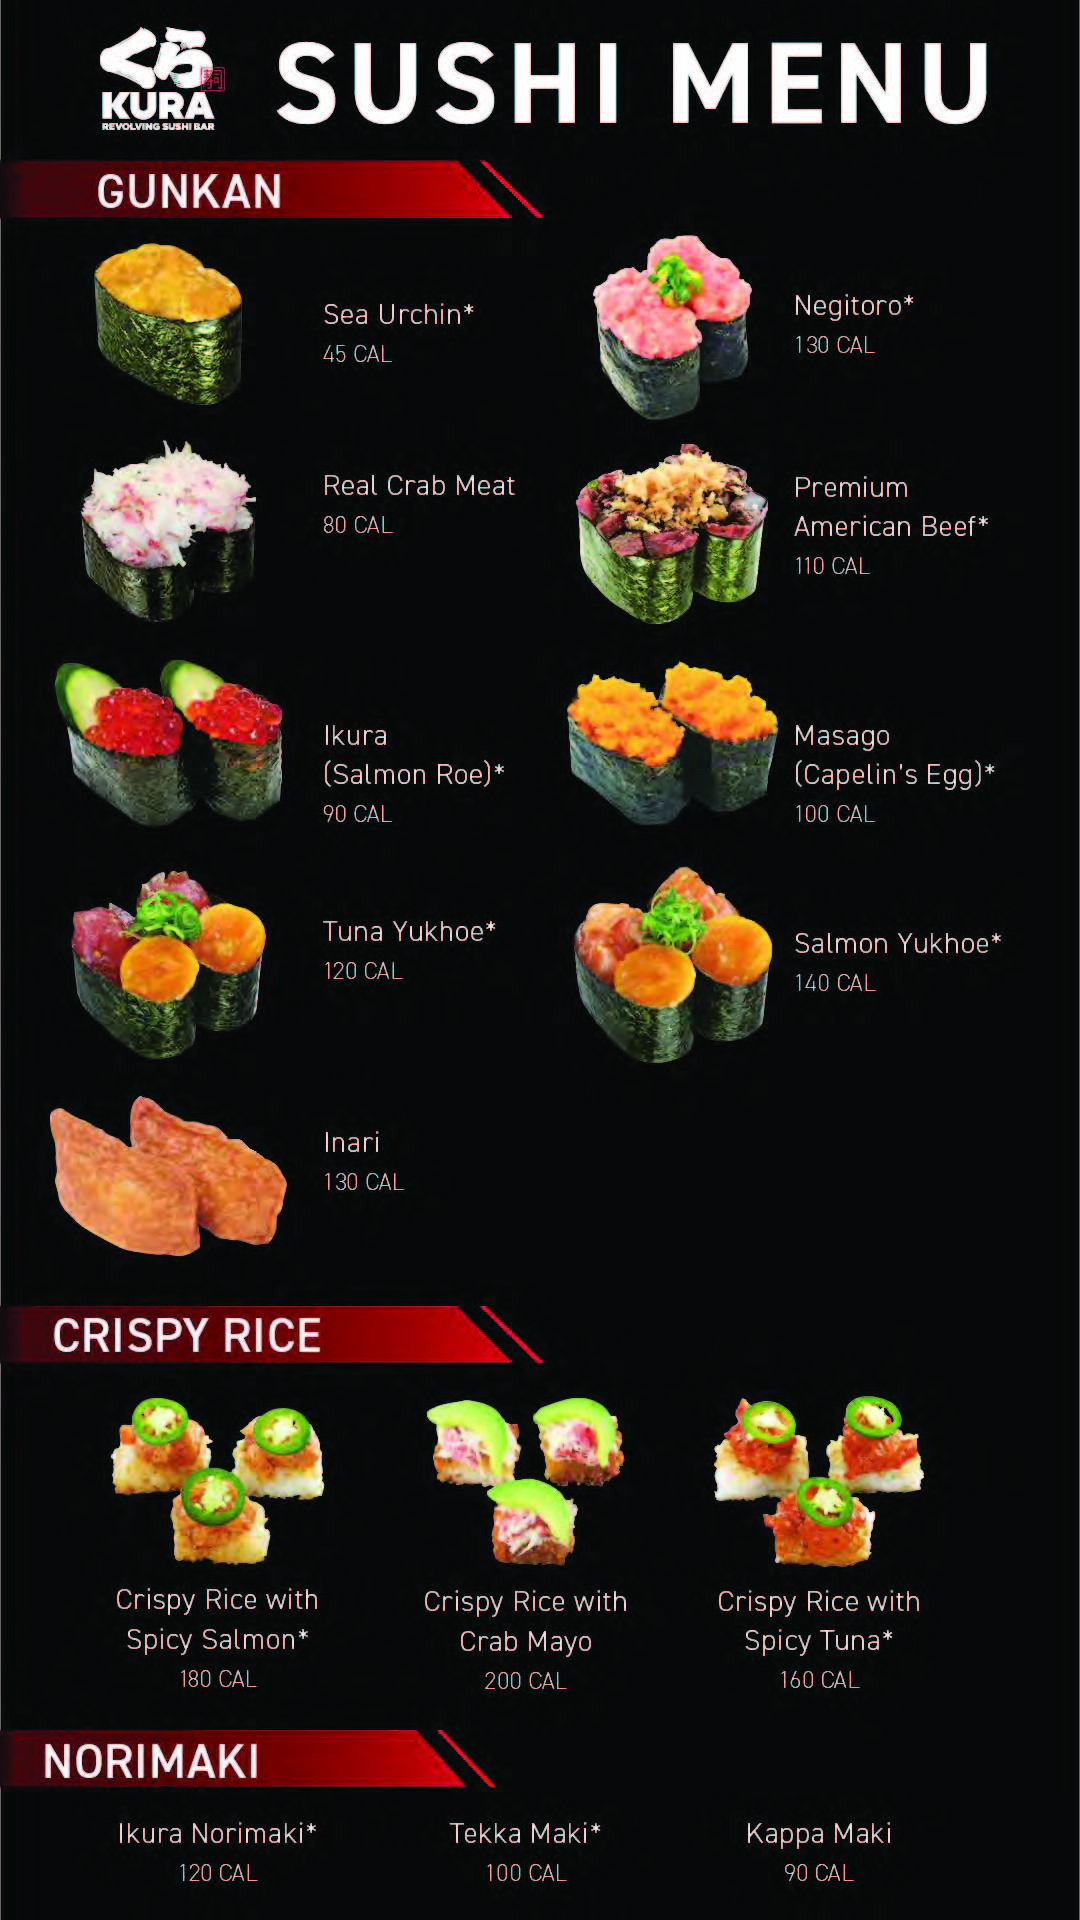 くら
KURA
REVOLVING SUSHI BAR
SUSHI MENU
GUNKAN
Sea Urchin*
45 CAL
Negitoro*
130 CAL
Real Crab Meat
80 CAL
Premium
American Beef*
110 CAL
Ikura
(Salmon Roe)*
90 CAL
Masago
(Capelin's Egg)*
100 CAL
Tuna Yukhoe*
120 CAL
Salmon Yukhoe*
140 CAL
Inari
130 CAL
CRISPY RICE
Crispy Rice with
Spicy Salmon*
180 CAL
Crispy Rice with
Crab Mayo
200 CAL
Crispy Rice with
Spicy Tuna*
160 CAL
NORIMAKI
Ikura Norimaki*
120 CAL
Tekka Maki*
100 CAL
Kappa Maki
90 CAL